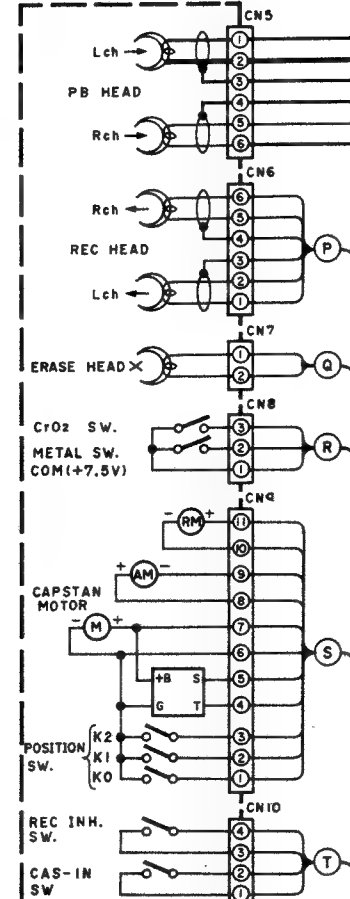 CN5
Lch
PB HEAD
Rch
1
2
3
4
5
6
CN6
Rch
REC HEAD
Lch
6
5
4
3
2
1
P
CN7
ERASE HEAD
1
2
Q
CN8
CrO2 SW.
METAL SW.
COM(+7.5V)
3
2
1
R
CN9
- RM +
+ AM -
CAPSTAN
MOTOR
- M +
+B S
G T
POSITION
SW.
K2
K1
K0
11
10
9
8
7
6
5
4
3
2
1
S
CN10
REC INH.
SW.
CAS-IN
SW
4
3
2
1
T